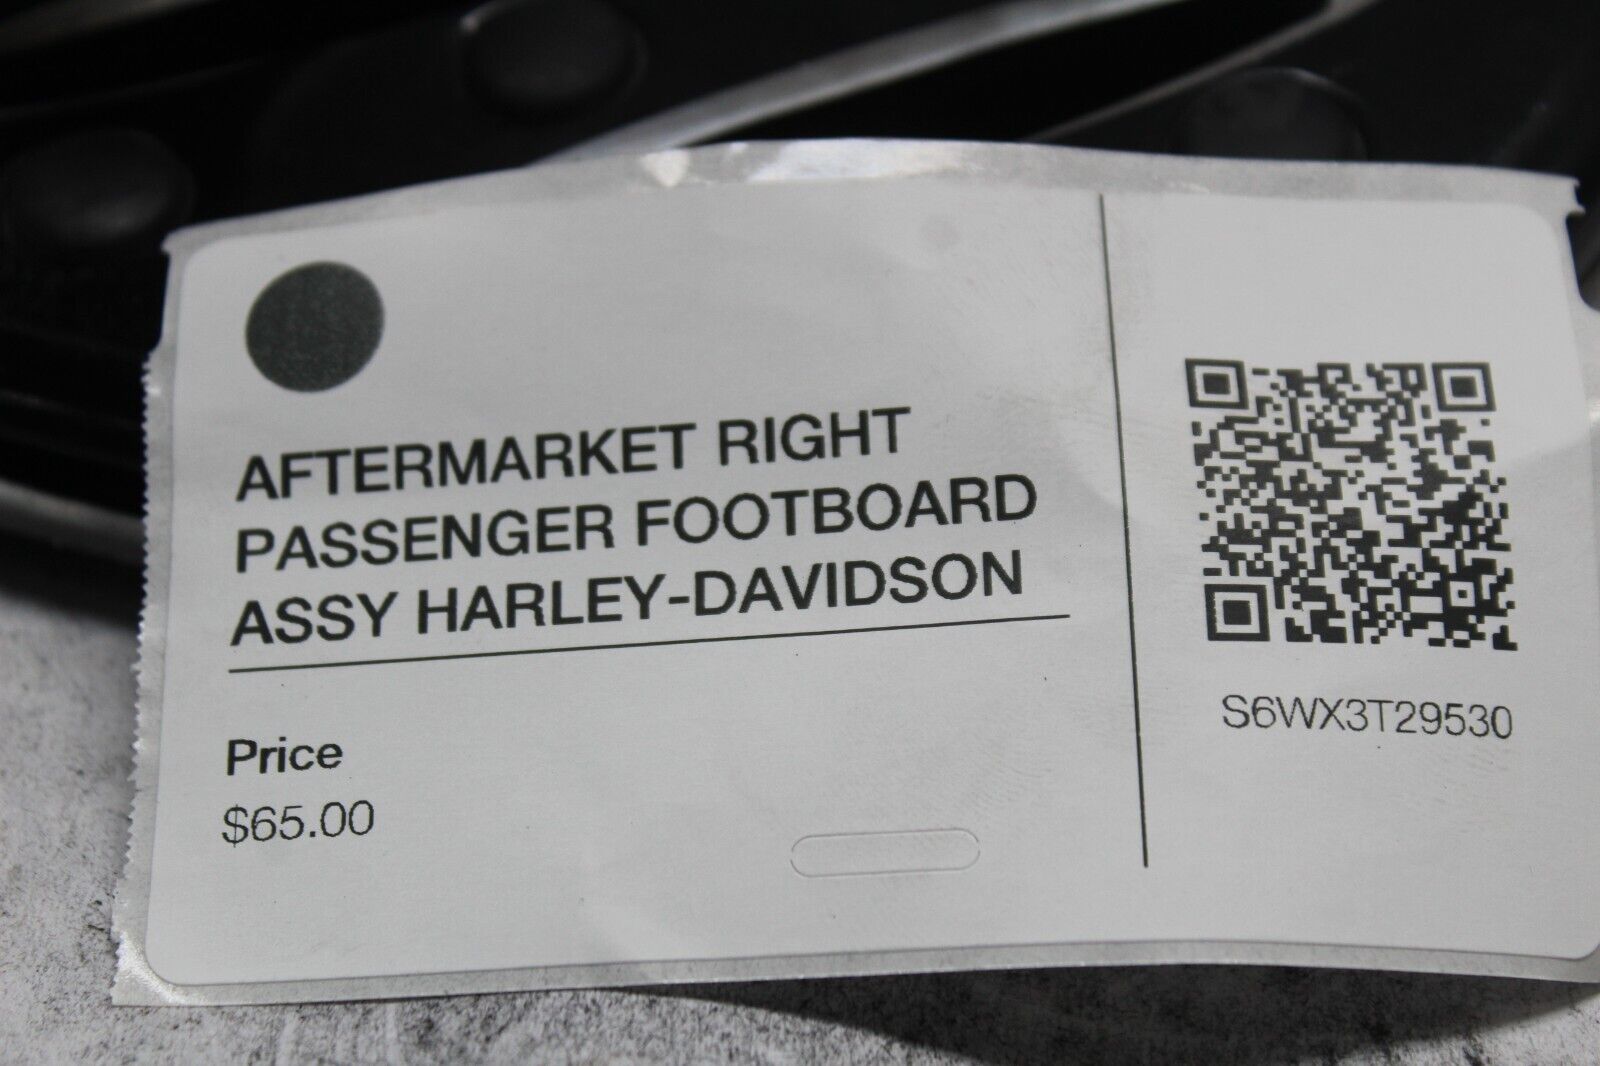 AFTERMARKET RIGHT
PASSENGER FOOTBOARD
ASSY HARLEY-DAVIDSON
Price
$65.00
S6WX3T29530